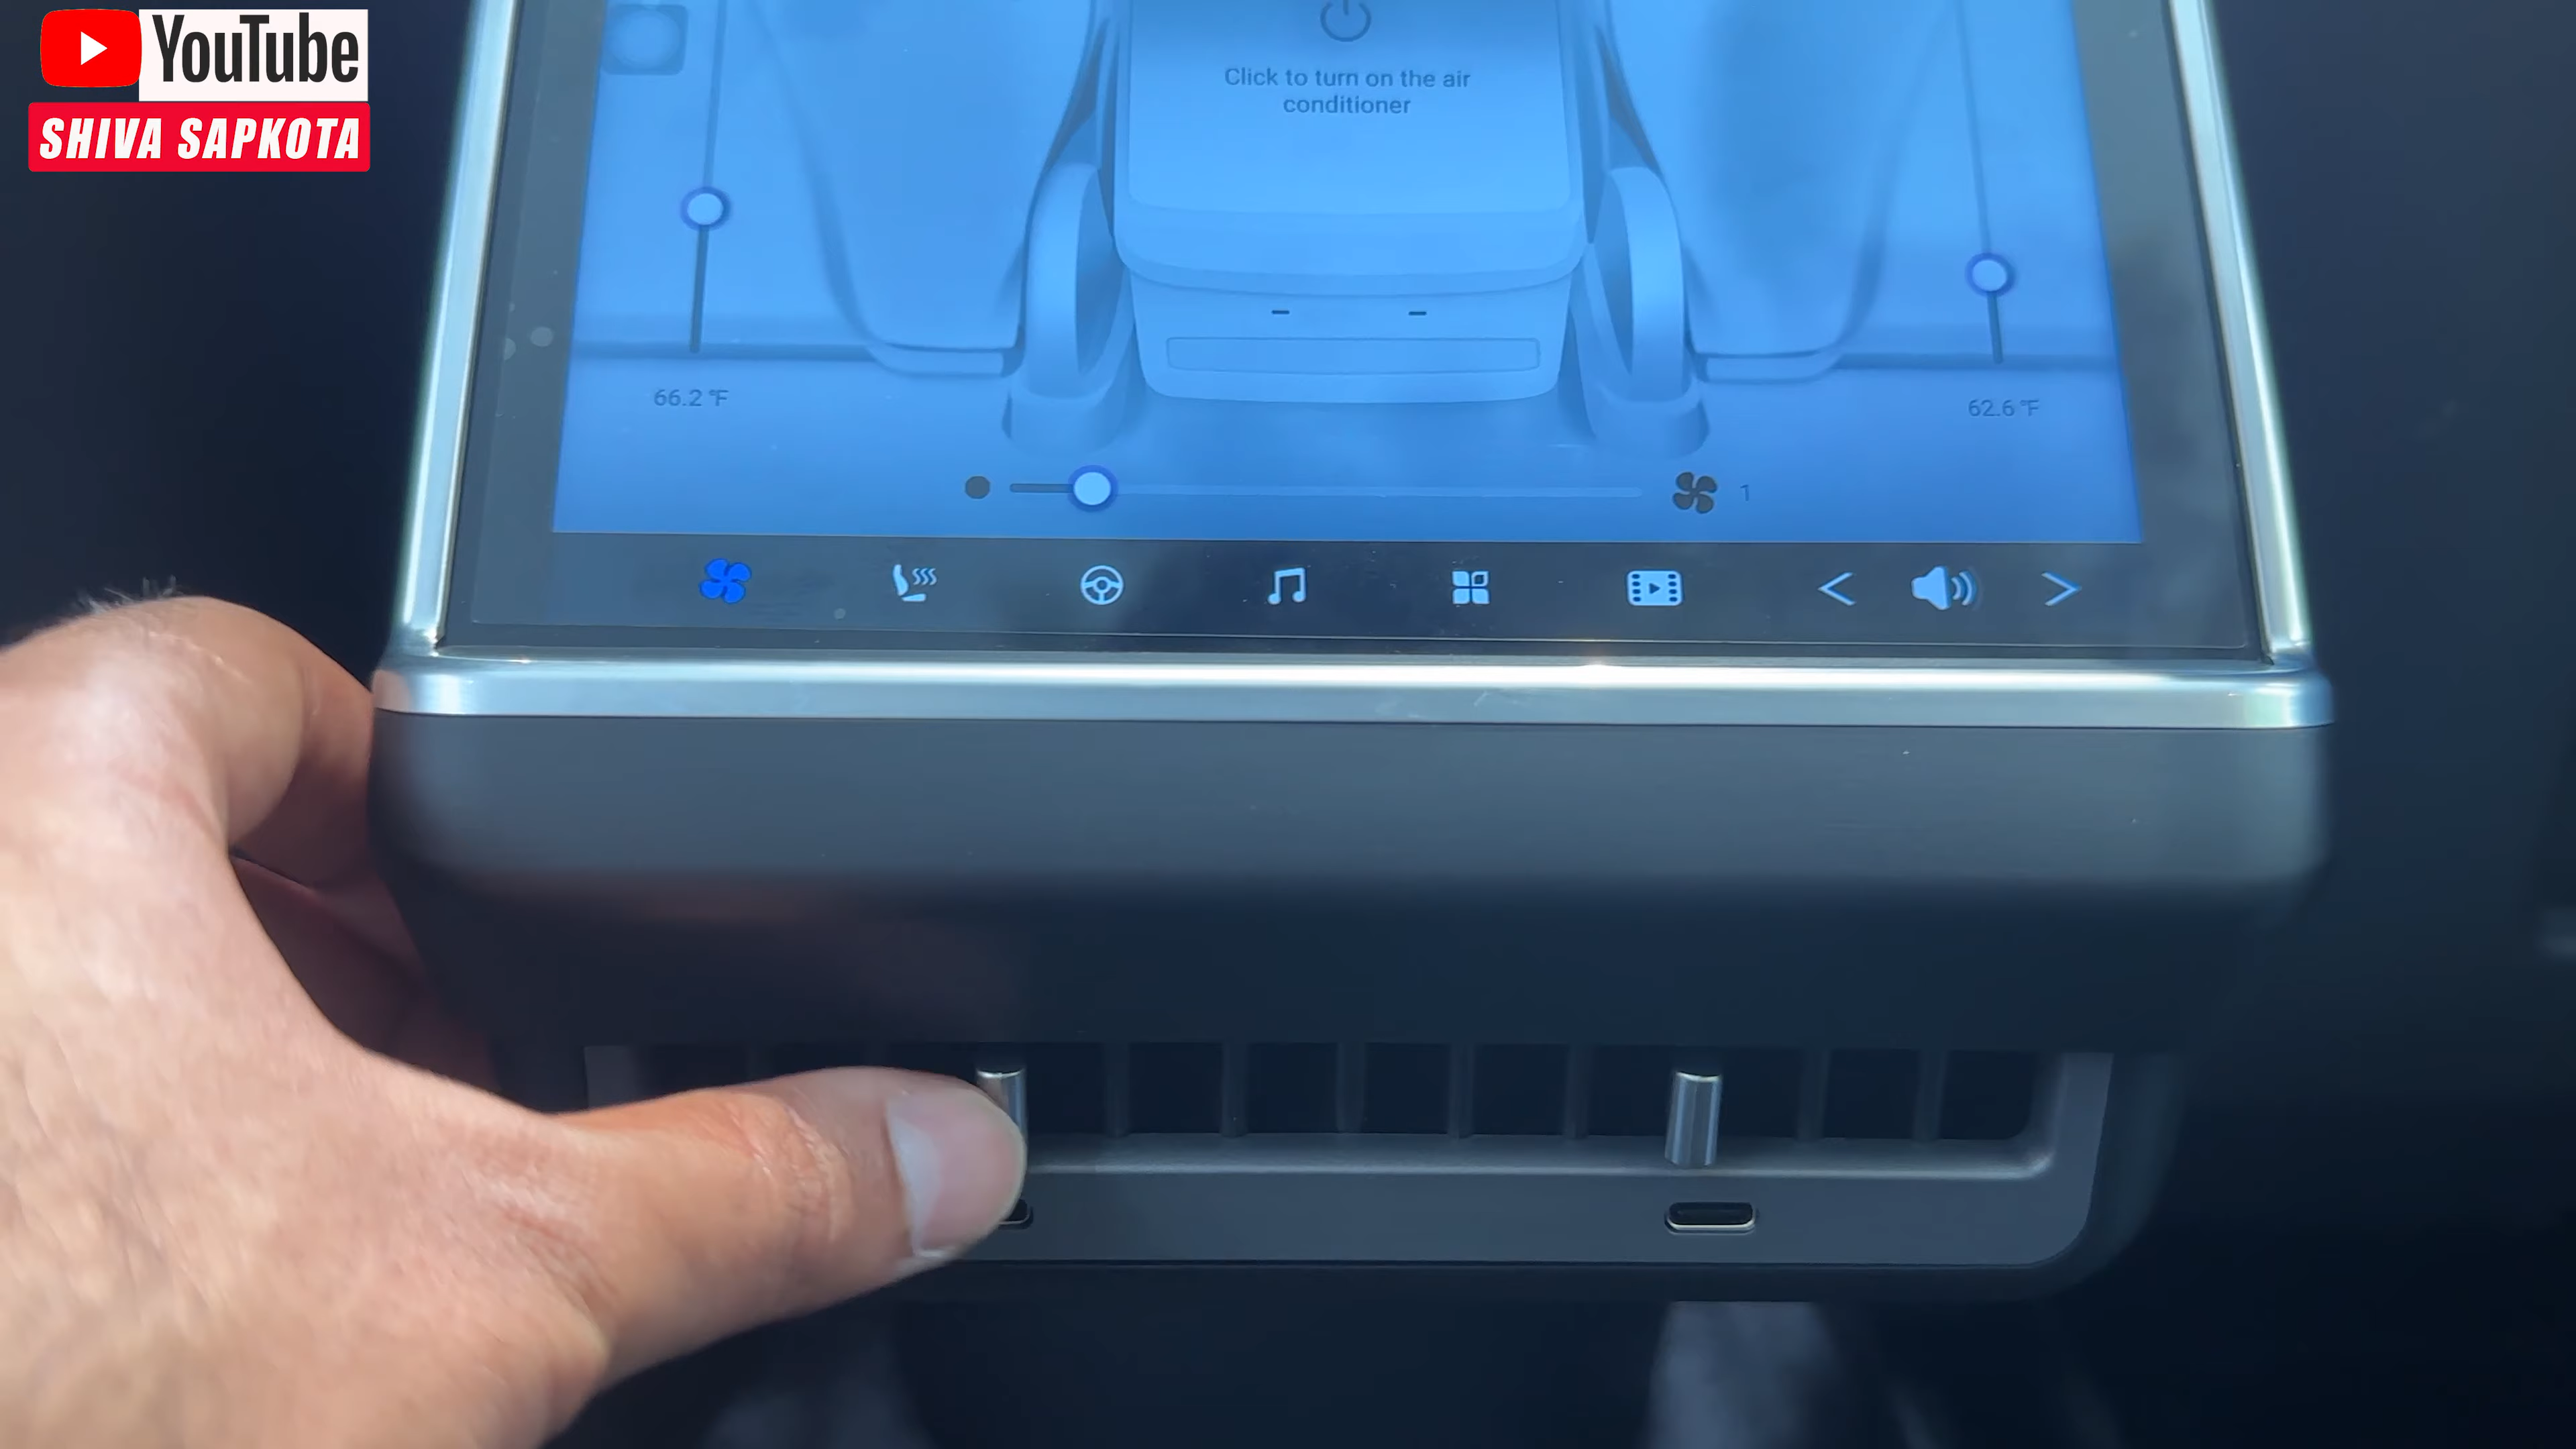 YouTube
SHIVA SAPKOTA
Click to turn on the air
conditioner
66.2 °F
62.6 °F
1